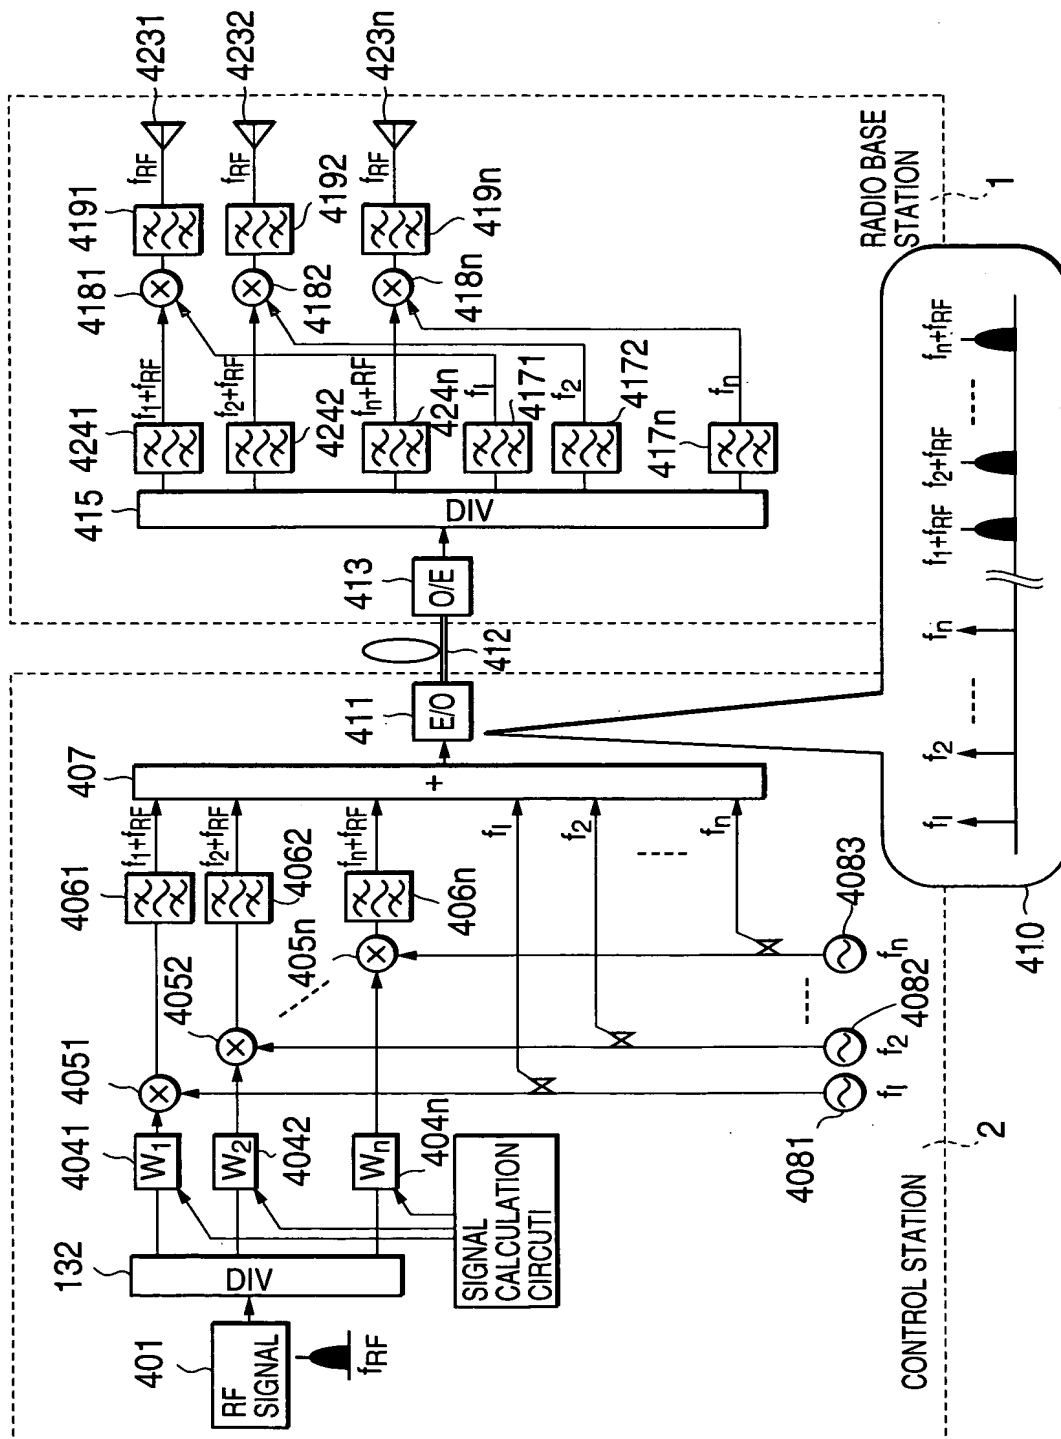 401
RF
SIGNAL
fRF
132
DIV
4041
W1
W2
4042
Wn
404n
SIGNAL
CALCULATION
CIRCUTI
4051
4052
405n
4061
4062
406n
f1+fRF
f2+fRF
fn+fRF
f1
f2
fn
407
+
4081
f1
4082
f2
4083
fn
CONTROL STATION
2
411
E/O
412
413
O/E
415
DIV
4241
4242
424n
4171
4172
417n
f1+fRF
f2+fRF
fn+RF
f1
f2
fn
4181
4182
418n
4191
4192
419n
fRF
fRF
fRF
4231
4232
423n
RADIO BASE
STATION
1
410
f1
f2
fn
f1+fRF
f2+fRF
fn+fRF